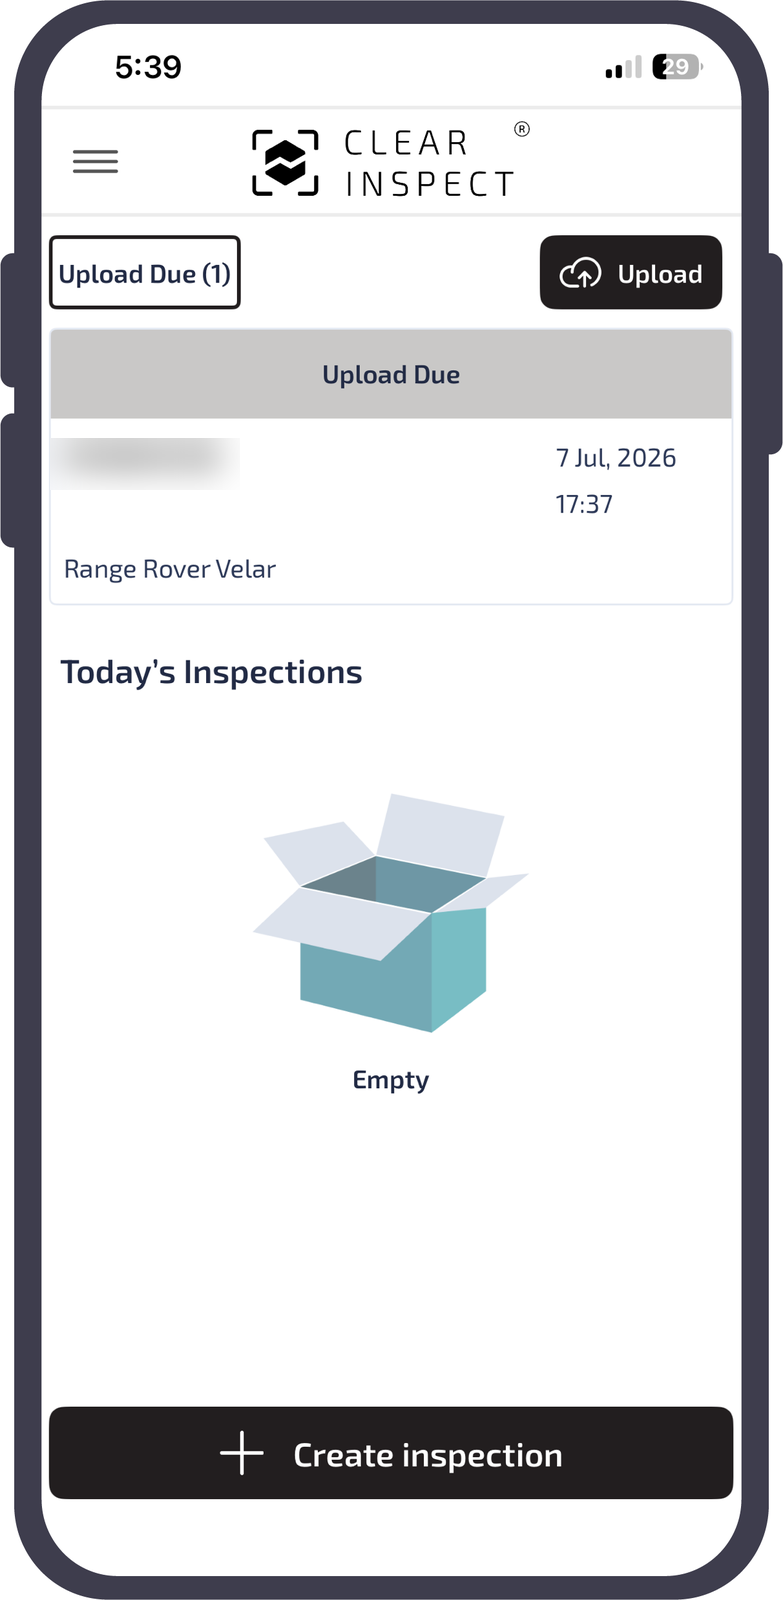 5:39
29
CLEAR ®
INSPECT
Upload Due (1)
Upload
Upload Due
7 Jul, 2026
17:37
Range Rover Velar
Today’s Inspections
Empty
Create inspection